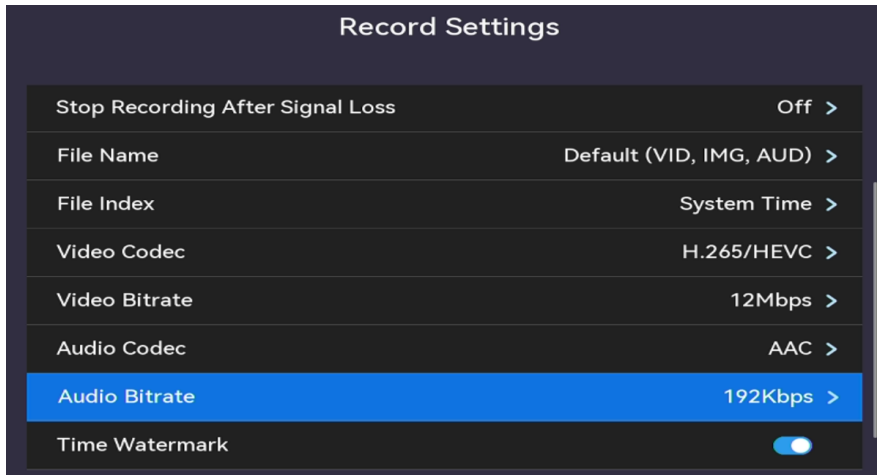 Record Settings
Stop Recording After Signal Loss Off >
File Name Default (VID, IMG, AUD) >
File Index System Time >
Video Codec H.265/HEVC >
Video Bitrate 12Mbps >
Audio Codec AAC >
Audio Bitrate 192Kbps >
Time Watermark